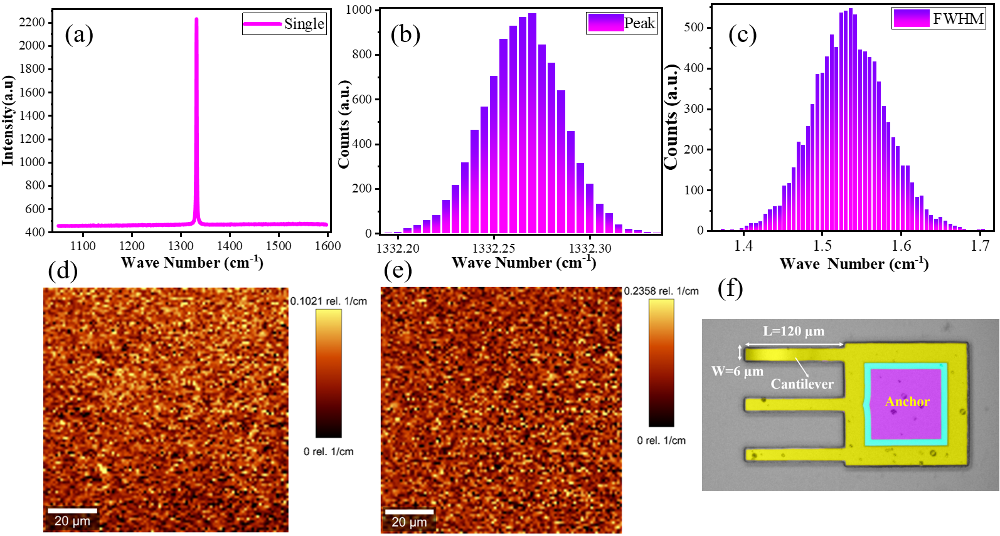 (a)
Single
2200
2000
1800
1600
1400
1200
1000
800
600
400
1100 1200 1300 1400 1500 1600
Intensity(a.u)
Wave Number (cm⁻¹)
(b)
Peak
1000
800
600
400
200
0
1332.20 1332.25 1332.30
Counts (a.u.)
Wave Number (cm⁻¹)
(c)
FWHM
500
400
300
200
100
0
1.4 1.5 1.6 1.7
Counts (a.u.)
Wave Number (cm⁻¹)
(d)
0.1021 rel. 1/cm
0 rel. 1/cm
20 µm
(e)
0.2358 rel. 1/cm
0 rel. 1/cm
20 µm
(f)
L=120 µm
W=6 µm
Cantilever
Anchor